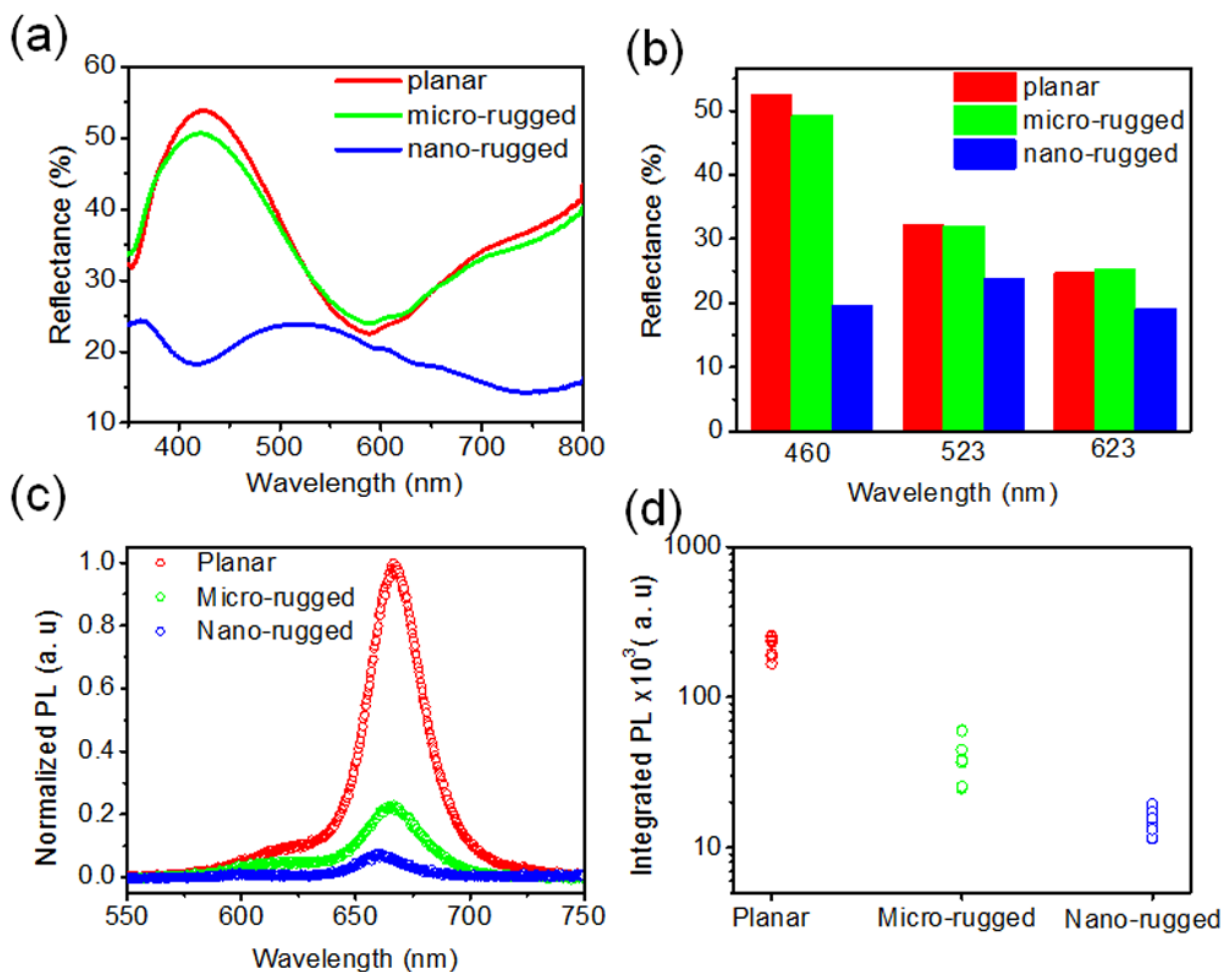 (a)
60
50
40
30
20
10
Reflectance (%)
planar
micro-rugged
nano-rugged
400 500 600 700 800
Wavelength (nm)
(b)
50
40
30
20
10
0
Reflectance (%)
planar
micro-rugged
nano-rugged
460 523 623
Wavelength (nm)
(c)
1.0
0.8
0.6
0.4
0.2
0.0
Normalized PL (a. u)
Planar
Micro-rugged
Nano-rugged
550 600 650 700 750
Wavelength (nm)
(d)
1000
100
10
Integrated PL x10³( a. u)
Planar Micro-rugged Nano-rugged